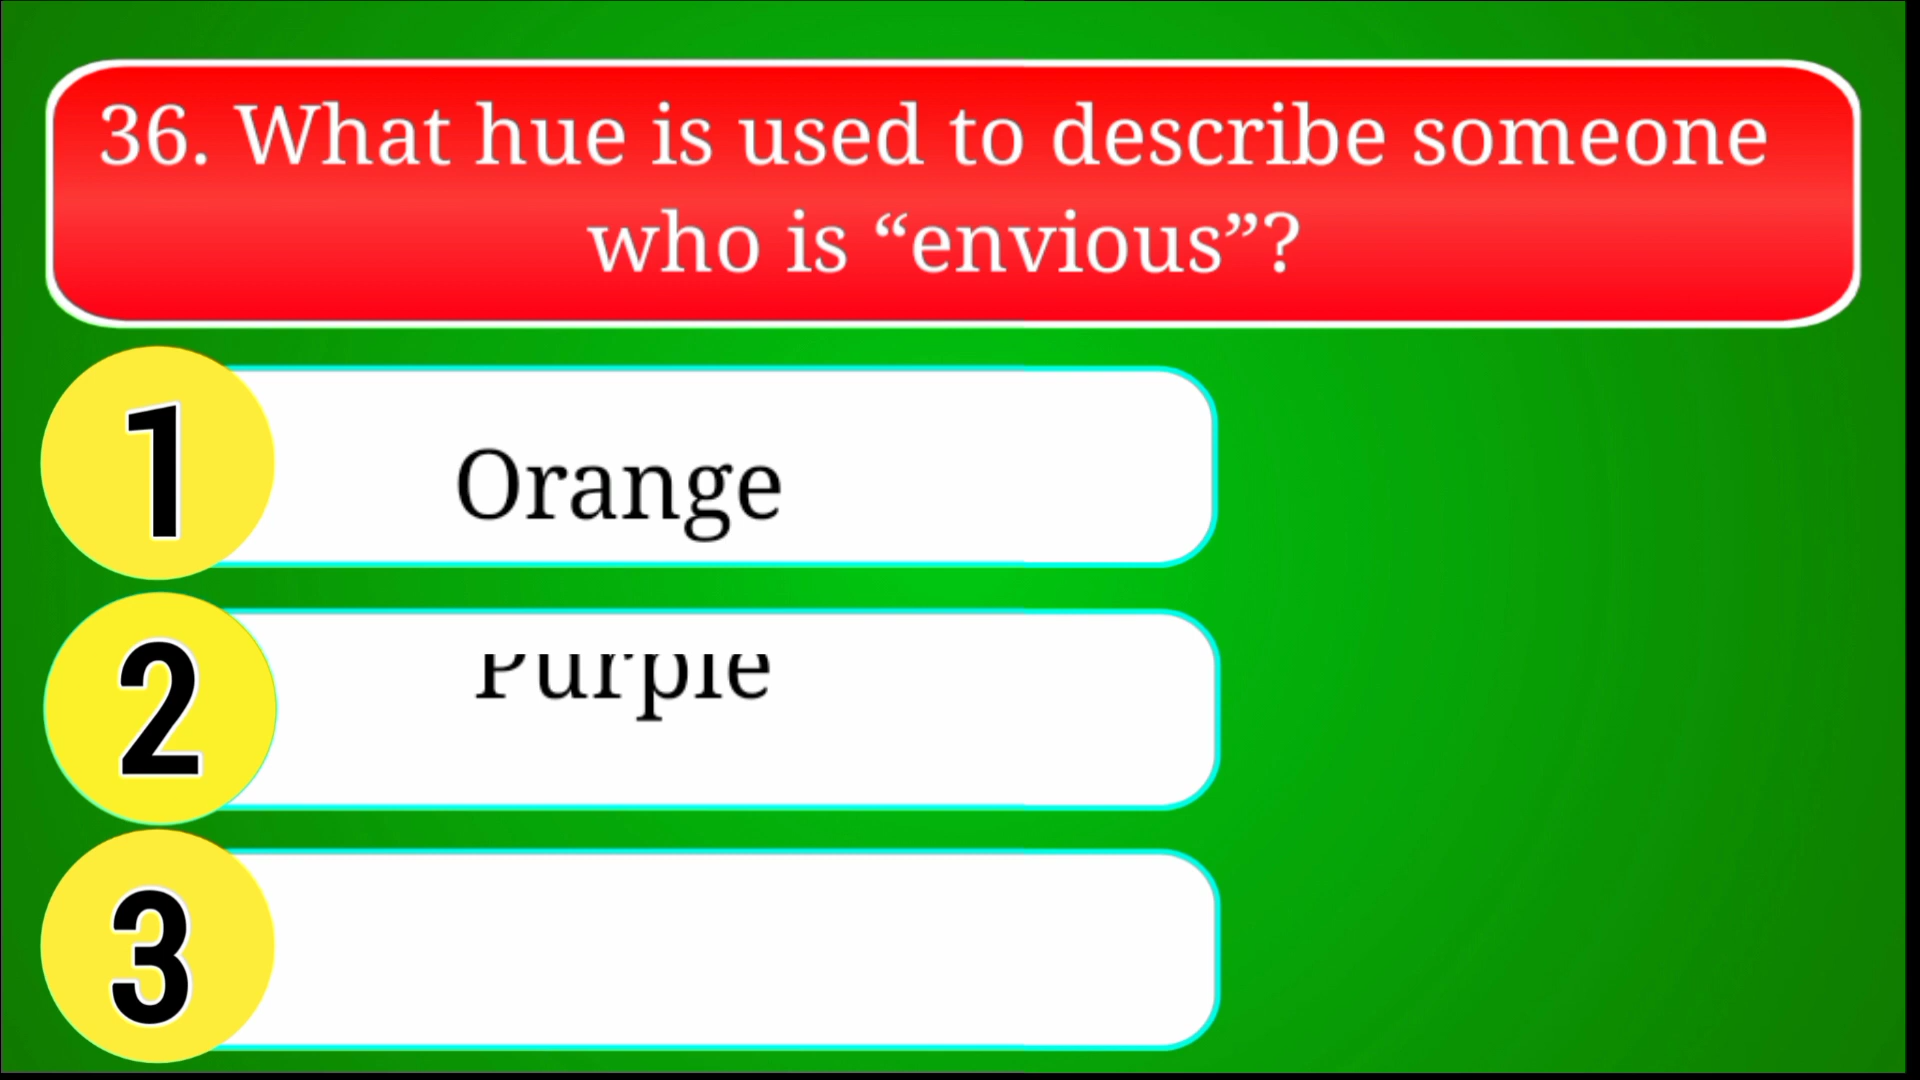 36. What hue is used to describe someone
who is “envious”?
1
Orange
2
Purple
3